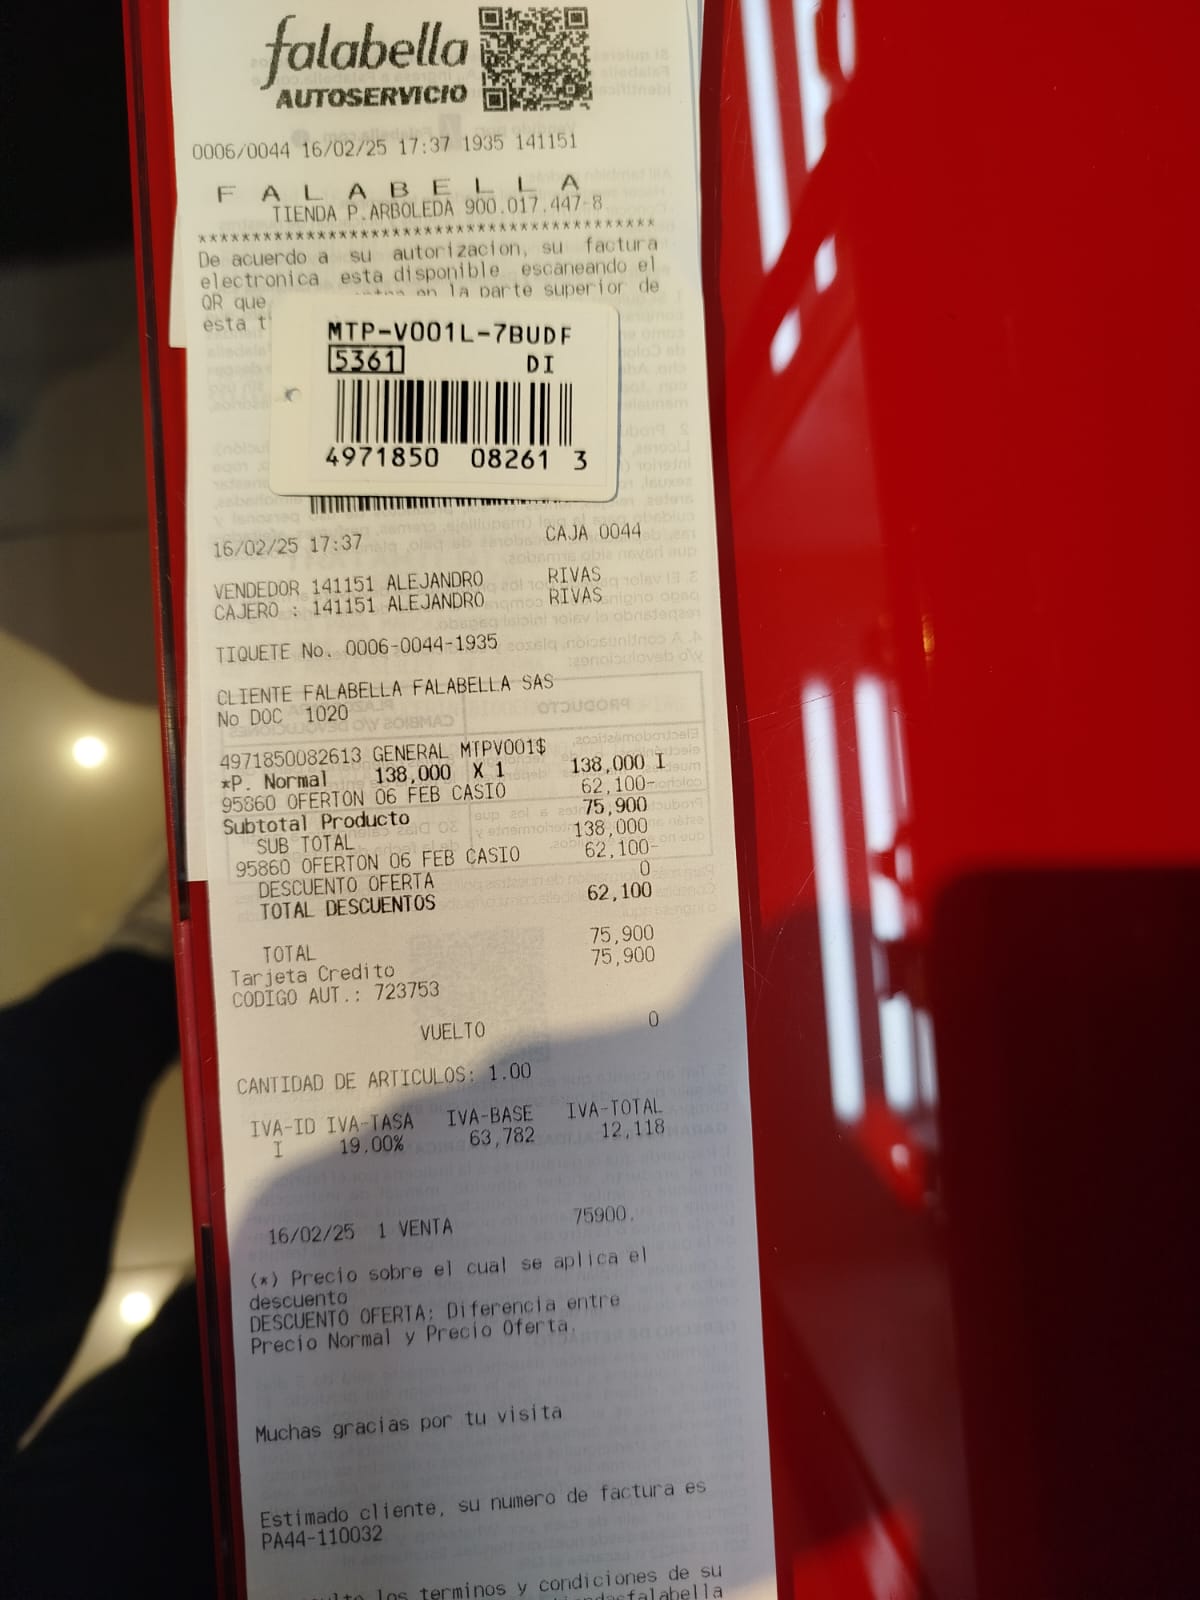 falabella
AUTOSERVICIO
0006/0044 16/02/25 17:37 1935 141151
F A L A B E L L A
TIENDA P.ARBOLEDA 900.017.447-8
****************************************
De acuerdo a su autorizacion, su factura
electronica esta disponible escaneando el
QR que en la parte superior de
esta
MTP-V001L-7BUDF
5361 DI
4971850 08261 3
16/02/25 17:37 CAJA 0044
VENDEDOR 141151 ALEJANDRO RIVAS
CAJERO : 141151 ALEJANDRO RIVAS
TIQUETE No. 0006-0044-1935
CLIENTE FALABELLA FALABELLA SAS
No DOC 1020
4971850082613 GENERAL MTPV001$
*P. Normal 138,000 X 1 138,000 I
95860 OFERTON 06 FEB CASIO 62,100-
Subtotal Producto 75,900
SUB TOTAL 138,000
95860 OFERTON 06 FEB CASIO 62,100-
DESCUENTO OFERTA 0
TOTAL DESCUENTOS 62,100
TOTAL 75,900
Tarjeta Credito 75,900
CODIGO AUT.: 723753
VUELTO 0
CANTIDAD DE ARTICULOS: 1.00
IVA-ID IVA-TASA IVA-BASE IVA-TOTAL
I 19.00% 63,782 12,118
16/02/25 1 VENTA 75900.
(*) Precio sobre el cual se aplica el
descuento
DESCUENTO OFERTA: Diferencia entre
Precio Normal y Precio Oferta.
Muchas gracias por tu visita
Estimado cliente, su numero de factura es
PA44-110032
los terminos y condiciones de su